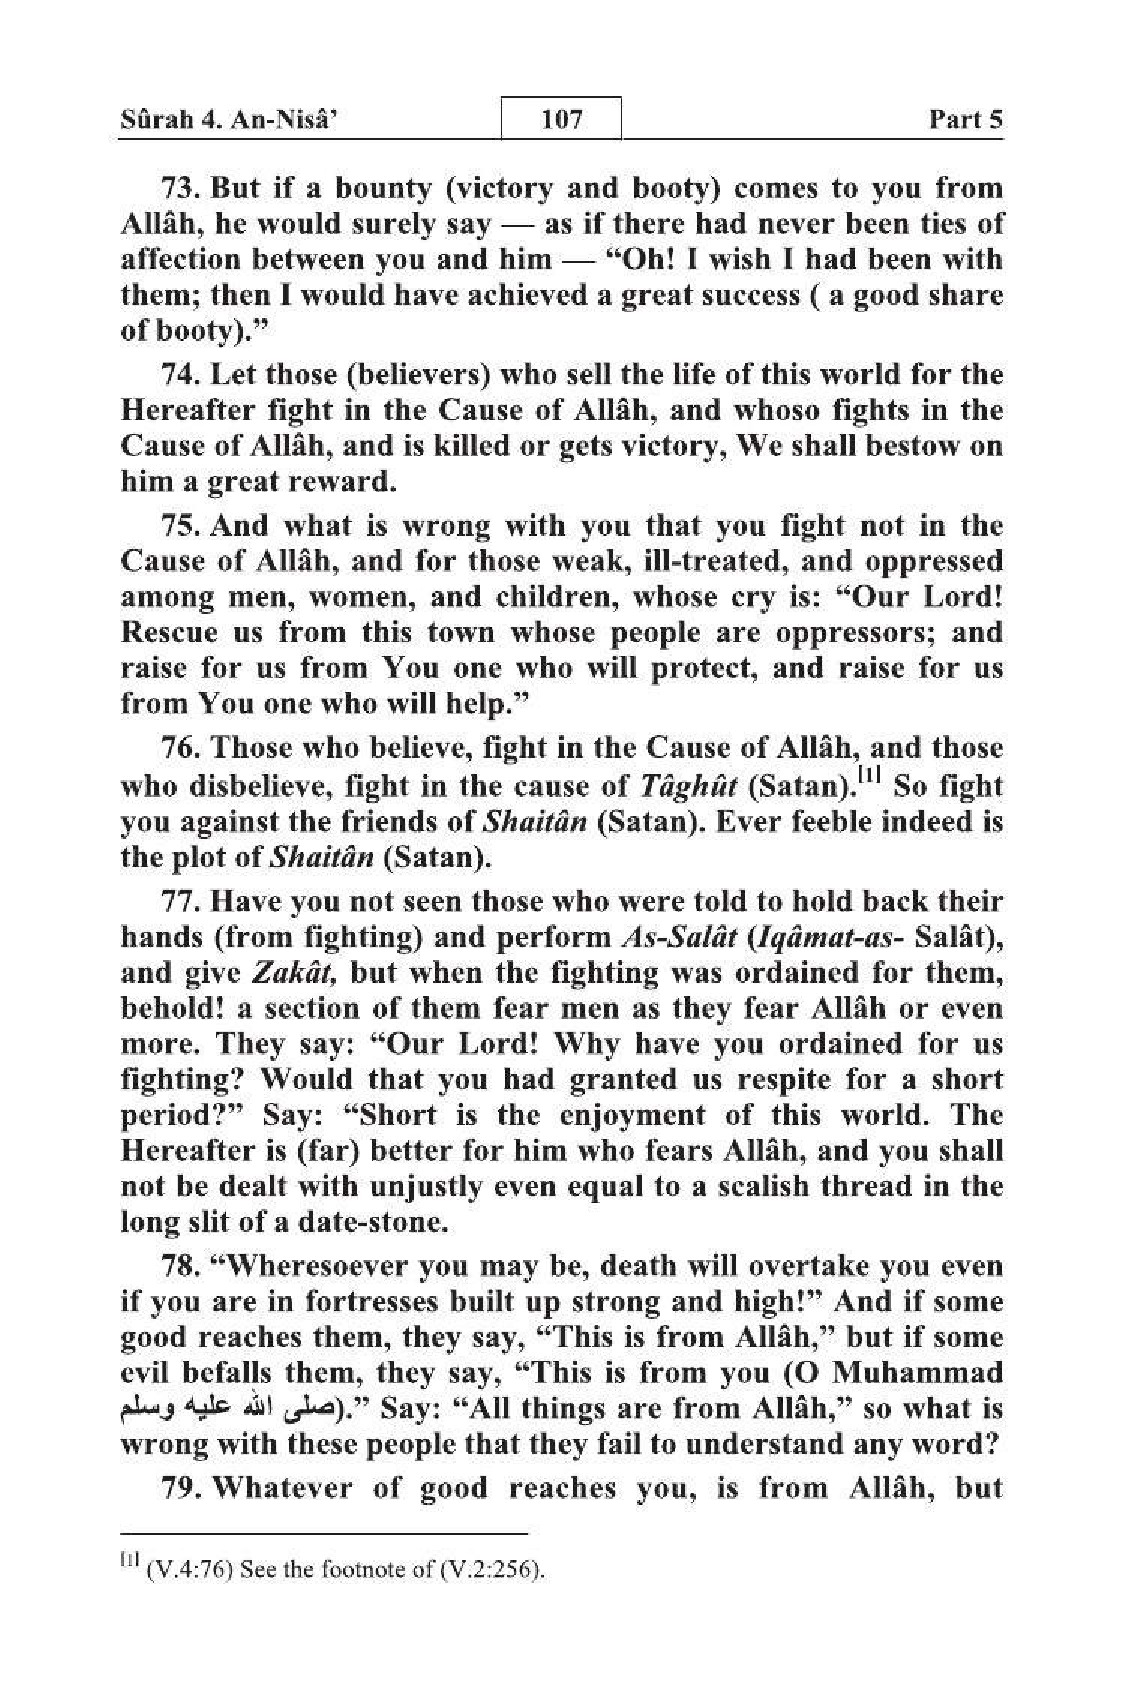 Sûrah 4. An-Nisâ’ 107 Part 5
73. But if a bounty (victory and booty) comes to you from
Allâh, he would surely say — as if there had never been ties of
affection between you and him — “Oh! I wish I had been with
them; then I would have achieved a great success ( a good share
of booty).”
74. Let those (believers) who sell the life of this world for the
Hereafter fight in the Cause of Allâh, and whoso fights in the
Cause of Allâh, and is killed or gets victory, We shall bestow on
him a great reward.
75. And what is wrong with you that you fight not in the
Cause of Allâh, and for those weak, ill-treated, and oppressed
among men, women, and children, whose cry is: “Our Lord!
Rescue us from this town whose people are oppressors; and
raise for us from You one who will protect, and raise for us
from You one who will help.”
76. Those who believe, fight in the Cause of Allâh, and those
who disbelieve, fight in the cause of Tâghût (Satan).[1] So fight
you against the friends of Shaitân (Satan). Ever feeble indeed is
the plot of Shaitân (Satan).
77. Have you not seen those who were told to hold back their
hands (from fighting) and perform As-Salât (Iqâmat-as- Salât),
and give Zakât, but when the fighting was ordained for them,
behold! a section of them fear men as they fear Allâh or even
more. They say: “Our Lord! Why have you ordained for us
fighting? Would that you had granted us respite for a short
period?” Say: “Short is the enjoyment of this world. The
Hereafter is (far) better for him who fears Allâh, and you shall
not be dealt with unjustly even equal to a scalish thread in the
long slit of a date-stone.
78. “Wheresoever you may be, death will overtake you even
if you are in fortresses built up strong and high!” And if some
good reaches them, they say, “This is from Allâh,” but if some
evil befalls them, they say, “This is from you (O Muhammad
صلى الله عليه وسلم).” Say: “All things are from Allâh,” so what is
wrong with these people that they fail to understand any word?
79. Whatever of good reaches you, is from Allâh, but
[1] (V.4:76) See the footnote of (V.2:256).